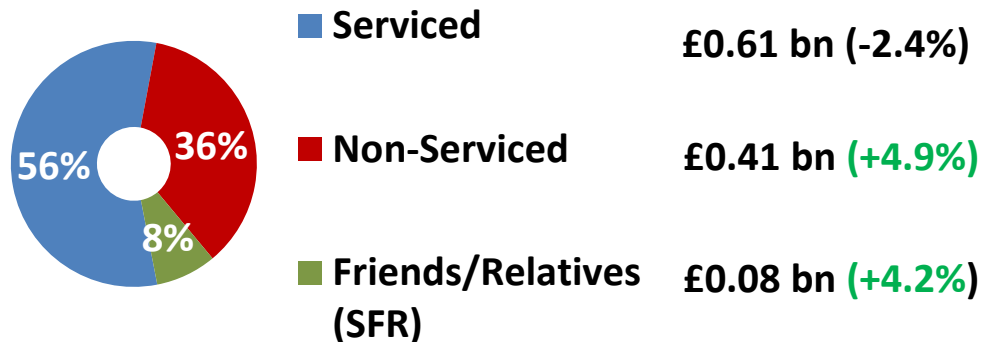 Serviced £0.61 bn (-2.4%)
56%
36%
Non-Serviced £0.41 bn (+4.9%)
8%
Friends/Relatives £0.08 bn (+4.2%)
(SFR)